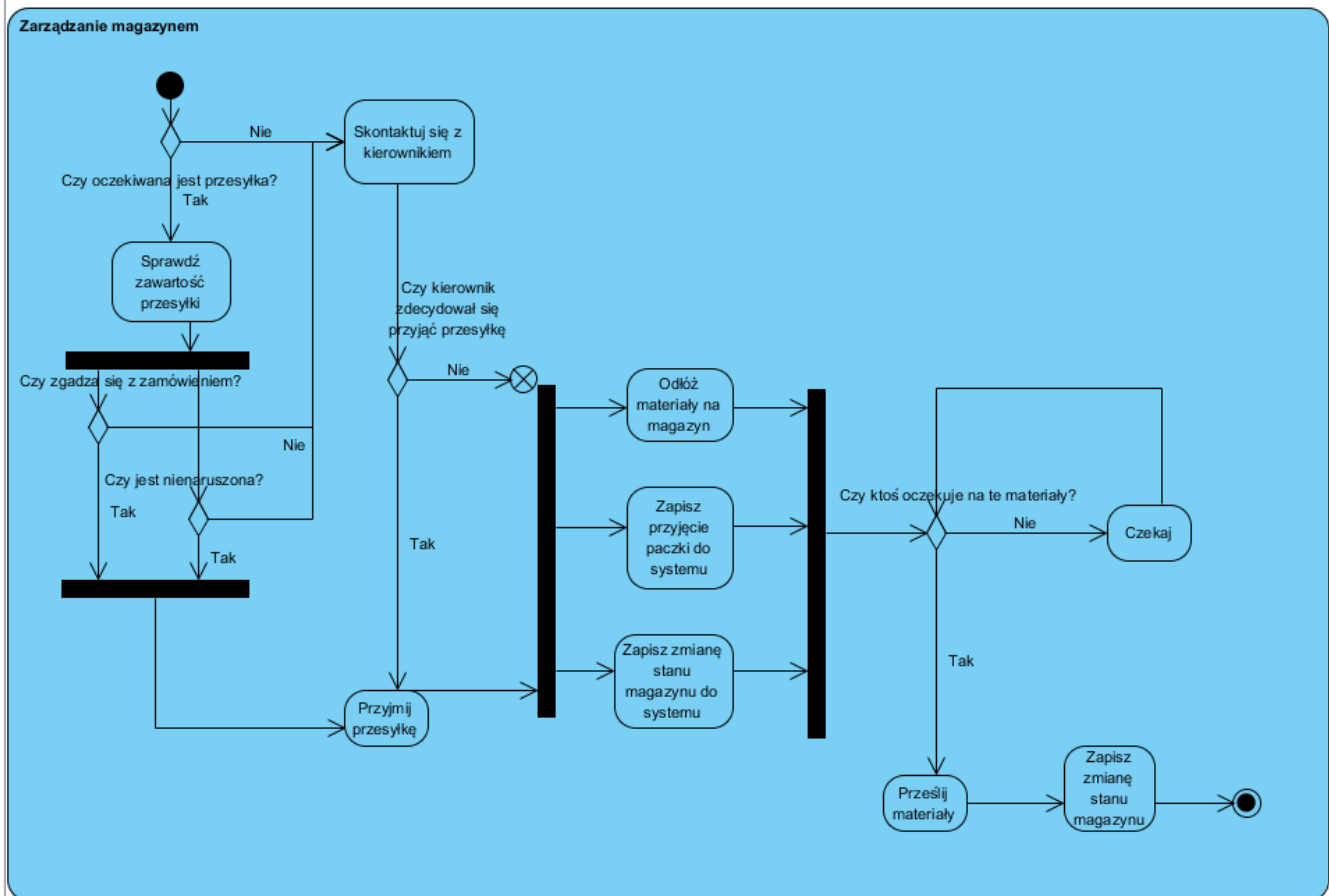 Zarządzanie magazynem
Nie
Skontaktuj się z
kierownikiem
Czy oczekiwana jest przesyłka?
Tak
Sprawdź
zawartość
przesyłki
Czy zgadza się z zamówieniem?
Nie
Czy jest nienaruszona?
Tak
Tak
Czy kierownik
zdecydował się
przyjąć przesyłkę
Nie
Tak
Przyjmij
przesyłkę
Odłóż
materiały na
magazyn
Zapisz
przyjęcie
paczki do
systemu
Zapisz zmianę
stanu
magazynu do
systemu
Czy ktoś oczekuje na te materiały?
Nie
Czekaj
Tak
Prześlij
materiały
Zapisz
zmianę
stanu
magazynu